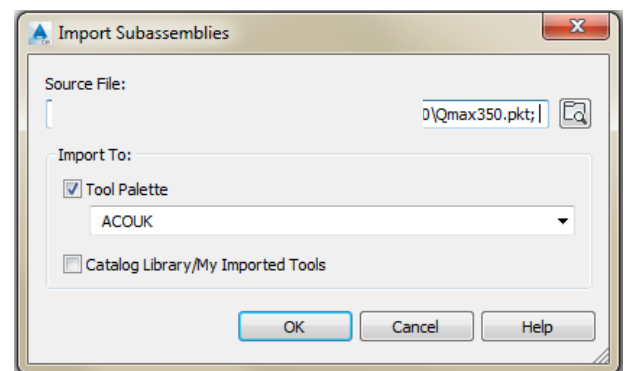 Import Subassemblies
Source File:
0\Qmax350.pkt;
Import To:
Tool Palette
ACOUK
Catalog Library/My Imported Tools
OK Cancel Help